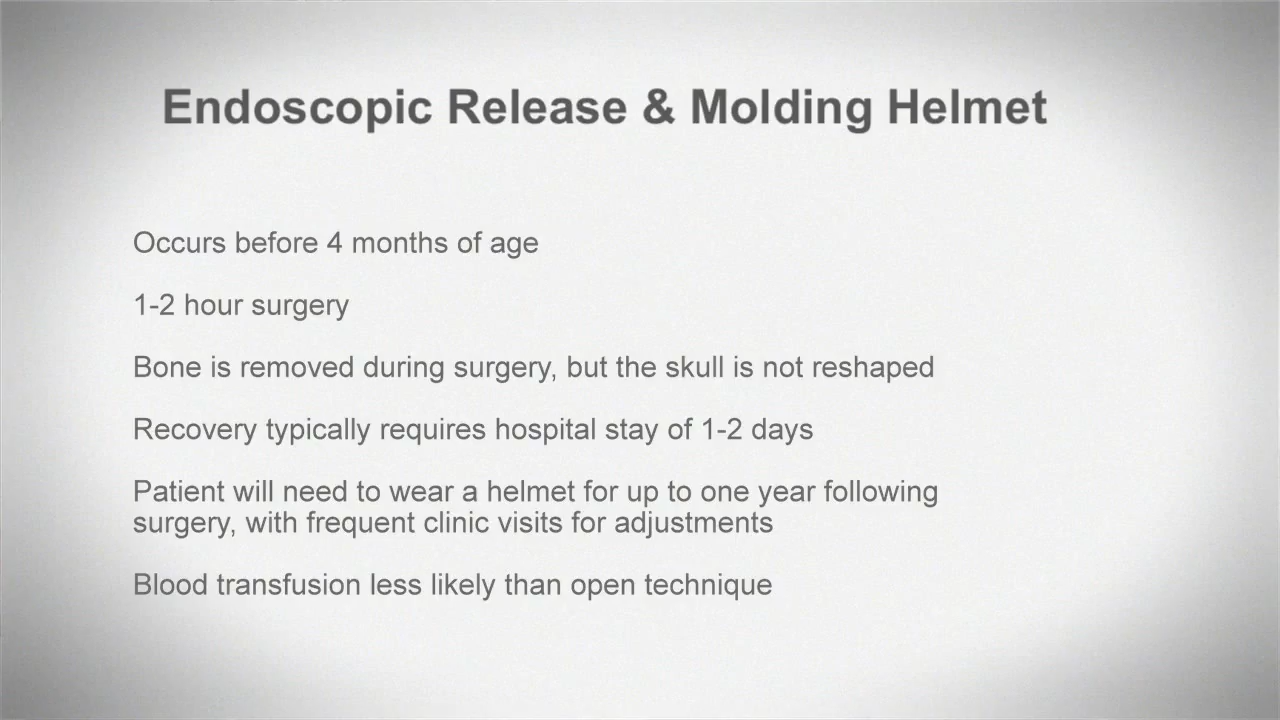 Endoscopic Release & Molding Helmet
Occurs before 4 months of age
1-2 hour surgery
Bone is removed during surgery, but the skull is not reshaped
Recovery typically requires hospital stay of 1-2 days
Patient will need to wear a helmet for up to one year following
surgery, with frequent clinic visits for adjustments
Blood transfusion less likely than open technique